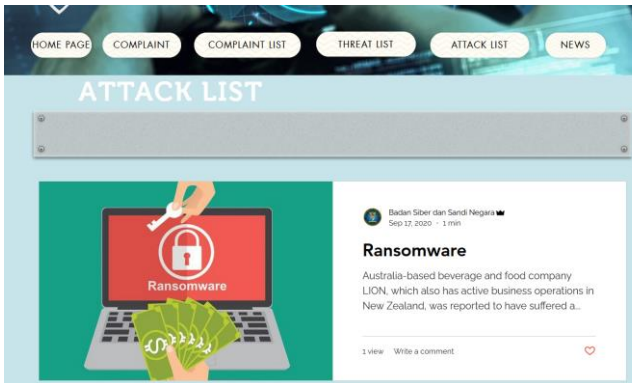 HOME PAGE
COMPLAINT
COMPLAINT LIST
THREAT LIST
ATTACK LIST
NEWS
ATTACK LIST
Ransomware
Badan Siber dan Sandi Negara
Sep 17, 2020 · 1 min
Ransomware
Australia-based beverage and food company
LION, which also has active business operations in
New Zealand, was reported to have suffered a...
1 view Write a comment